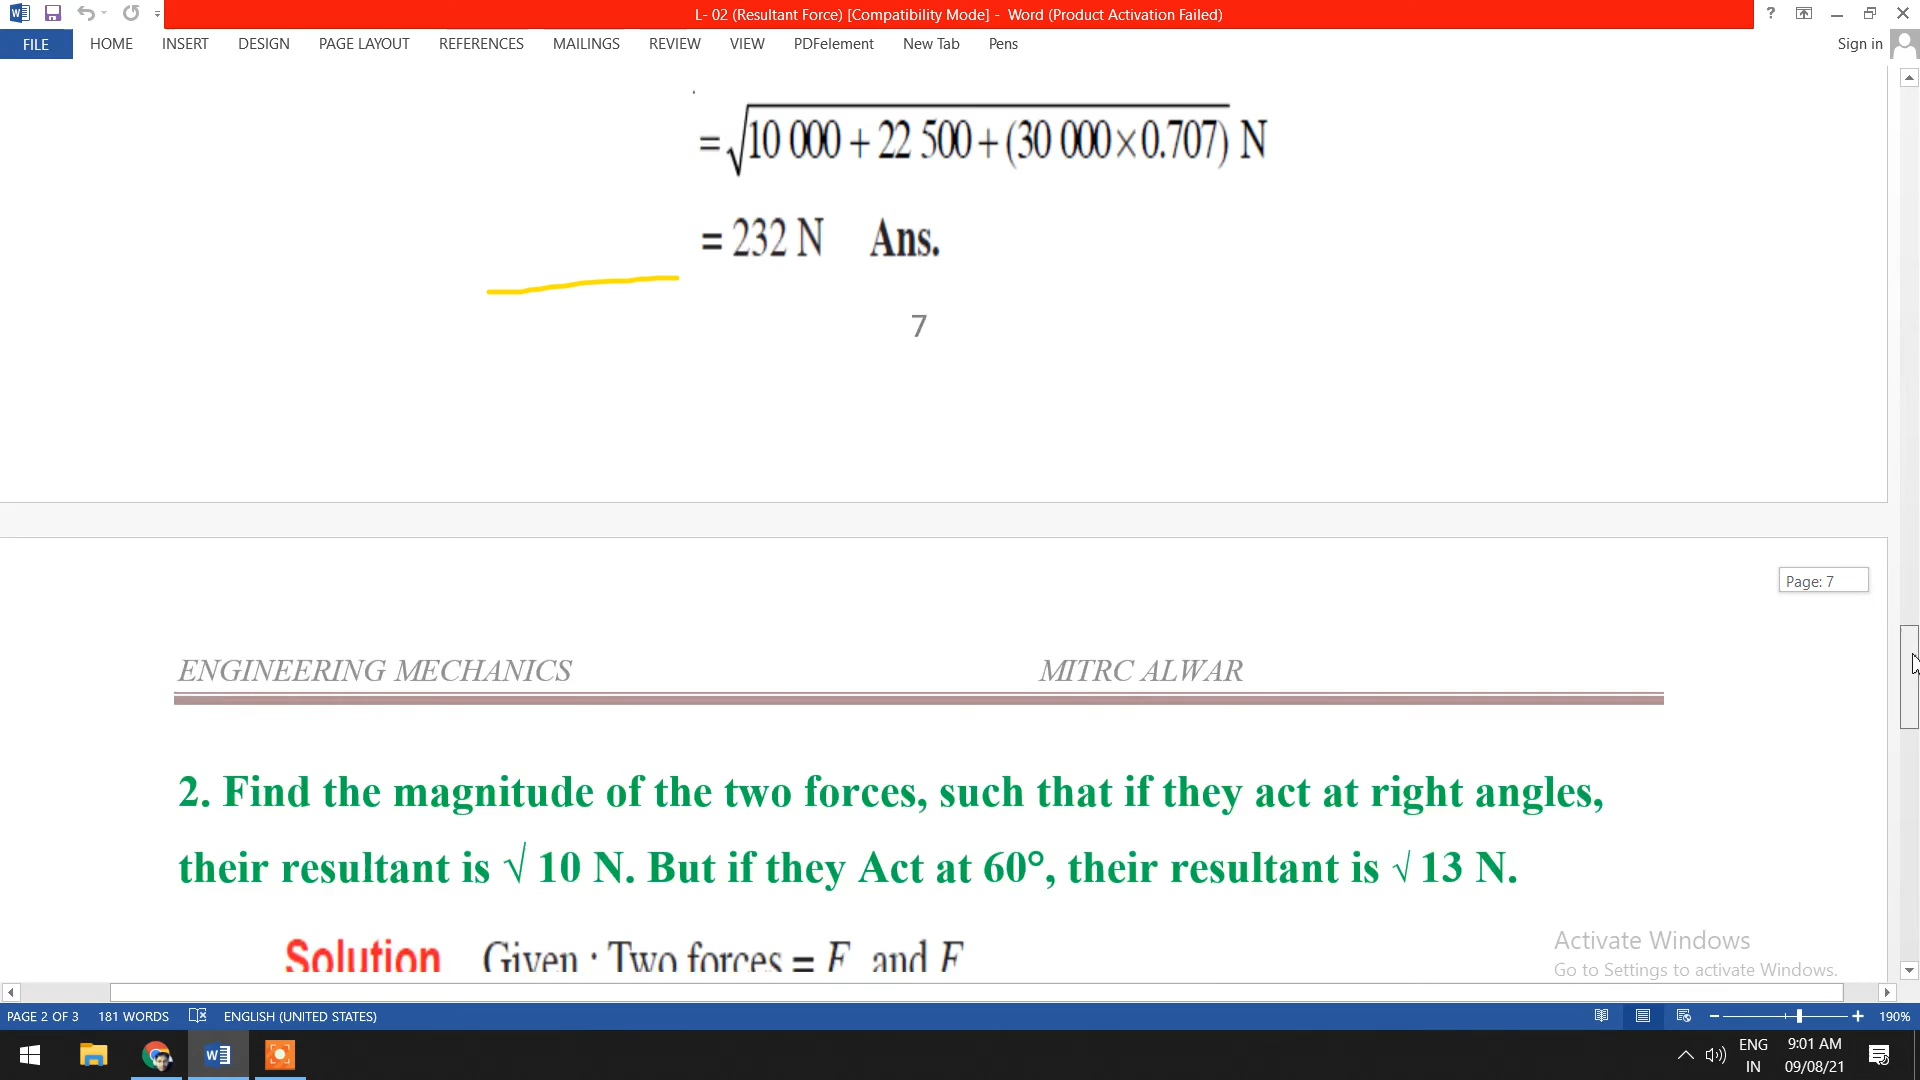 L- 02 (Resultant Force) [Compatibility Mode] - Word (Product Activation Failed)
?
FILE HOME INSERT DESIGN PAGE LAYOUT REFERENCES MAILINGS REVIEW VIEW PDFelement New Tab Pens Sign in
= √10 000 + 22 500 + (30 000×0.707) N
= 232 N Ans.
7
Page: 7
ENGINEERING MECHANICS MITRC ALWAR
2. Find the magnitude of the two forces, such that if they act at right angles,
their resultant is √ 10 N. But if they Act at 60°, their resultant is √ 13 N.
Solution Given : Two forces = F and F
Activate Windows
Go to Settings to activate Windows.
PAGE 2 OF 3 181 WORDS ENGLISH (UNITED STATES) 190%
ENG 9:01 AM
IN 09/08/21